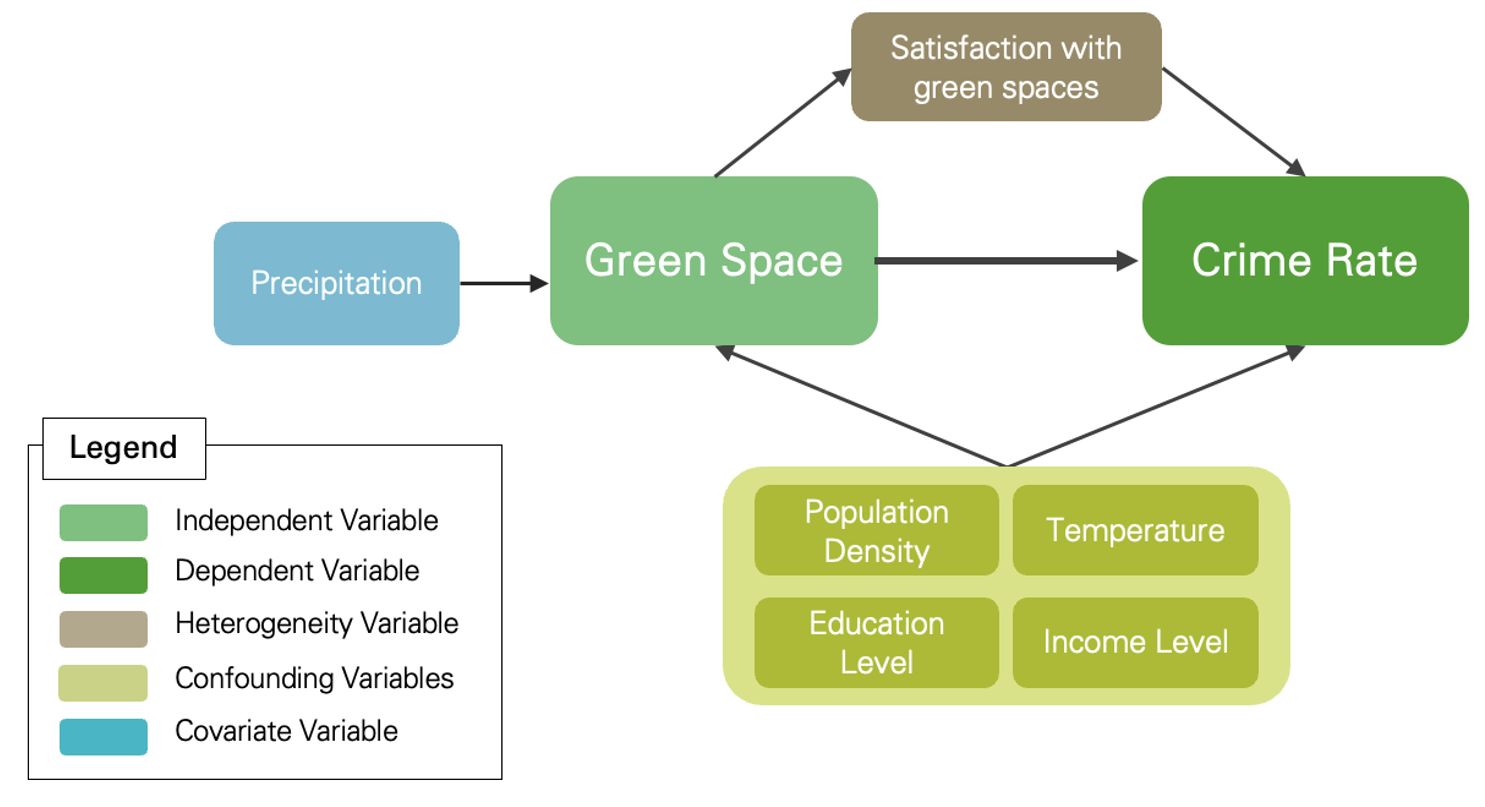 Satisfaction with
green spaces
Precipitation
Green Space
Crime Rate
Population
Density
Temperature
Education
Level
Income Level
Legend
Independent Variable
Dependent Variable
Heterogeneity Variable
Confounding Variables
Covariate Variable